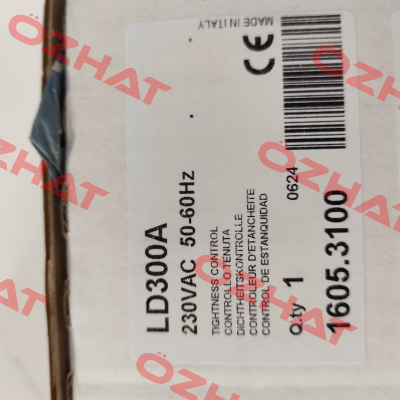 MADE IN ITALY
CE
LD300A
230VAC 50-60Hz
TIGHTNESS CONTROL
CONTROLLO TENUTA
DICHTHEITSKONTROLLE
CONTROLEUR D'ETANCHEITE
CONTROL DE ESTANQUIDAD
0624
Q.ty 1
1605.3100
ÖZHAT
ÖZHAT
ÖZHAT
ÖZHAT
ÖZHAT